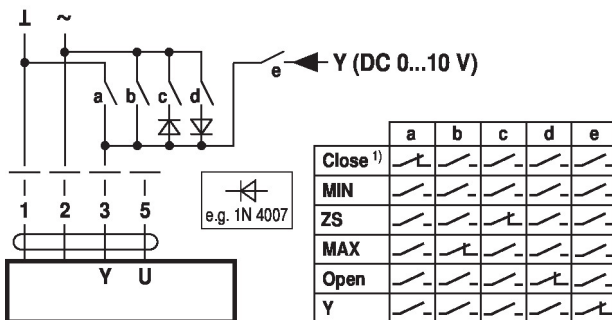 ⊥ ~
a b c d e Y (DC 0...10 V)
1 2 3 5
Y U
e.g. 1N 4007
a b c d e
Close 1)
MIN
ZS
MAX
Open
Y